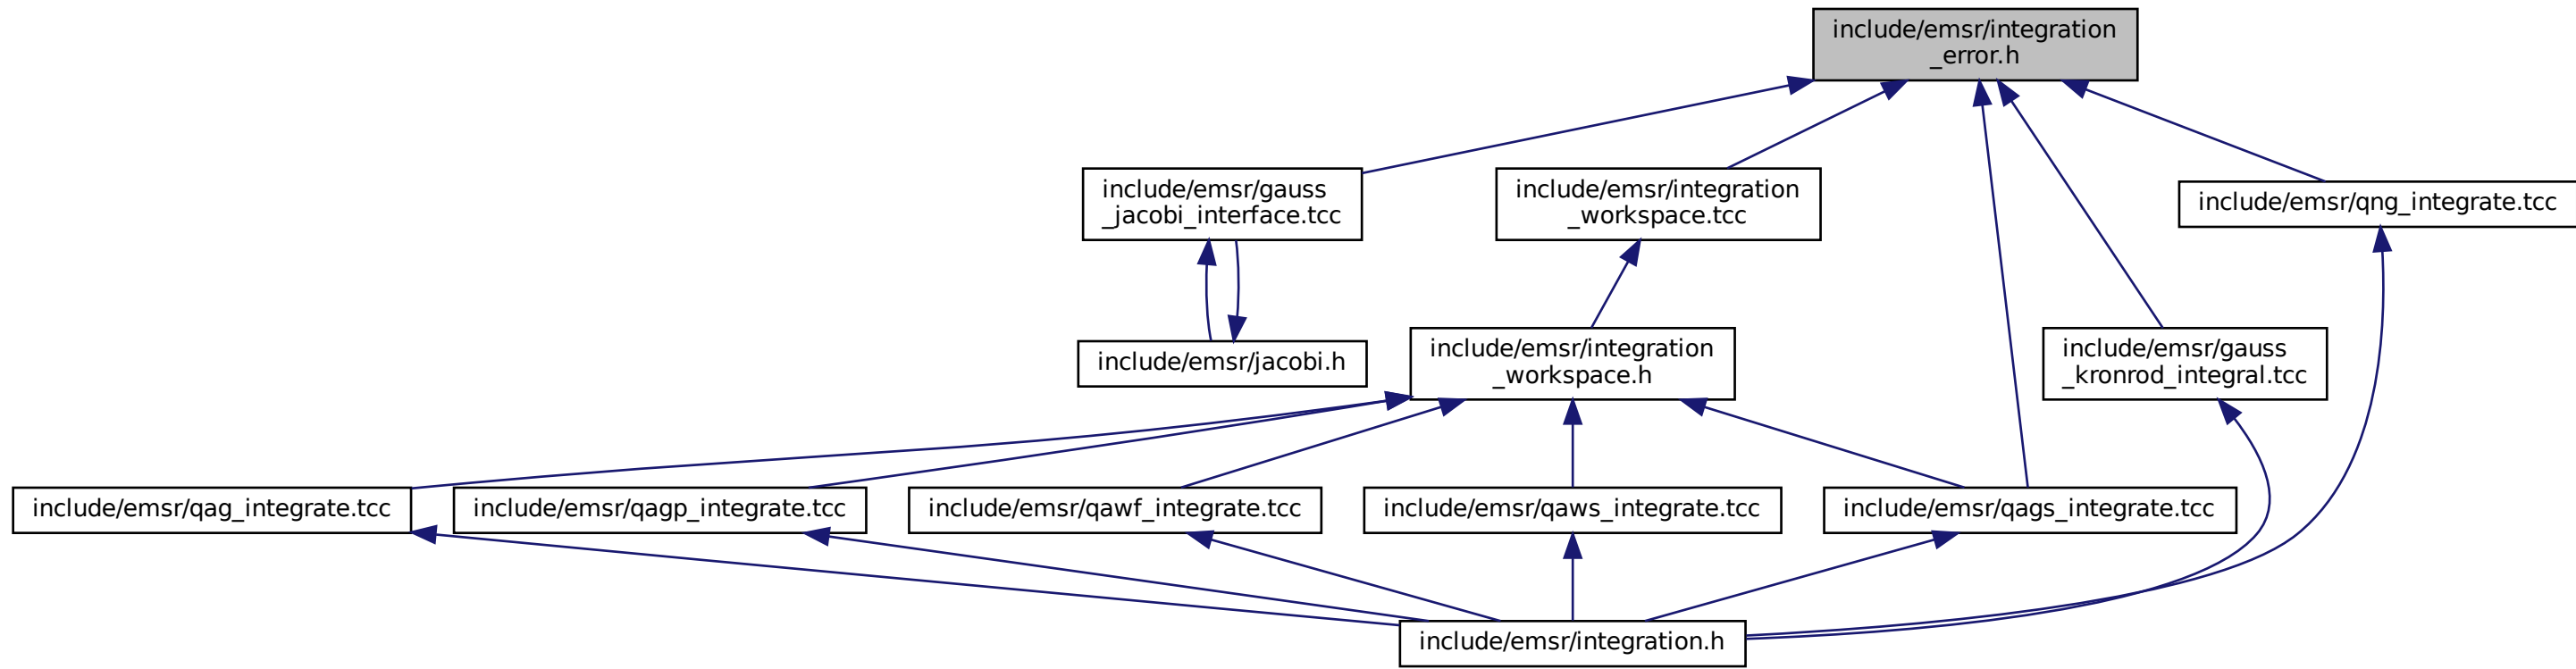 include/emsr/integration
_error.h
include/emsr/gauss
_jacobi_interface.tcc
include/emsr/integration
_workspace.tcc
include/emsr/qng_integrate.tcc
include/emsr/jacobi.h
include/emsr/integration
_workspace.h
include/emsr/gauss
_kronrod_integral.tcc
include/emsr/qag_integrate.tcc
include/emsr/qagp_integrate.tcc
include/emsr/qawf_integrate.tcc
include/emsr/qaws_integrate.tcc
include/emsr/qags_integrate.tcc
include/emsr/integration.h